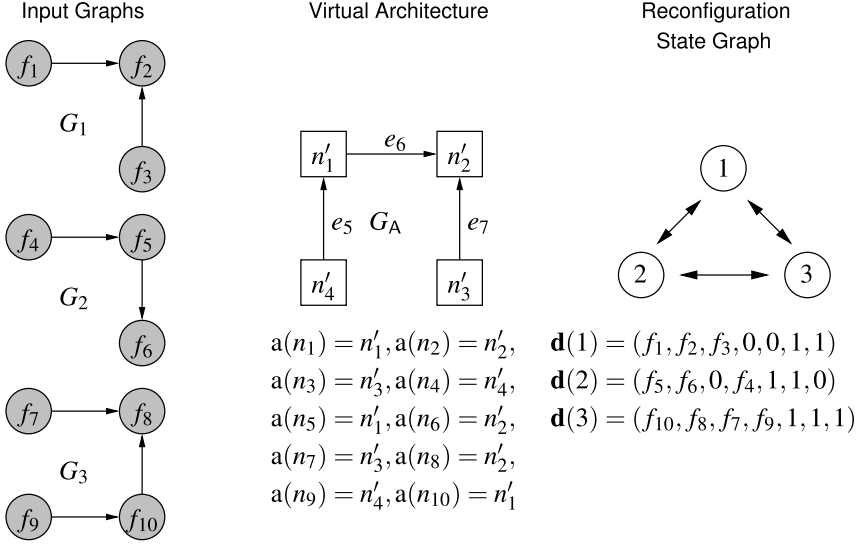 Input Graphs
f₁ f₂
G₁
f₃
f₄ f₅
G₂
f₆
f₇ f₈
G₃
f₉ f₁₀
Virtual Architecture
n′₁ e₆ n′₂
e₅ G_A e₇
n′₄ n′₃
a(n₁) = n′₁, a(n₂) = n′₂,
a(n₃) = n′₃, a(n₄) = n′₄,
a(n₅) = n′₁, a(n₆) = n′₂,
a(n₇) = n′₃, a(n₈) = n′₂,
a(n₉) = n′₄, a(n₁₀) = n′₁
Reconfiguration
State Graph
1
2 3
d(1) = (f₁, f₂, f₃, 0, 0, 1, 1)
d(2) = (f₅, f₆, 0, f₄, 1, 1, 0)
d(3) = (f₁₀, f₈, f₇, f₉, 1, 1, 1)